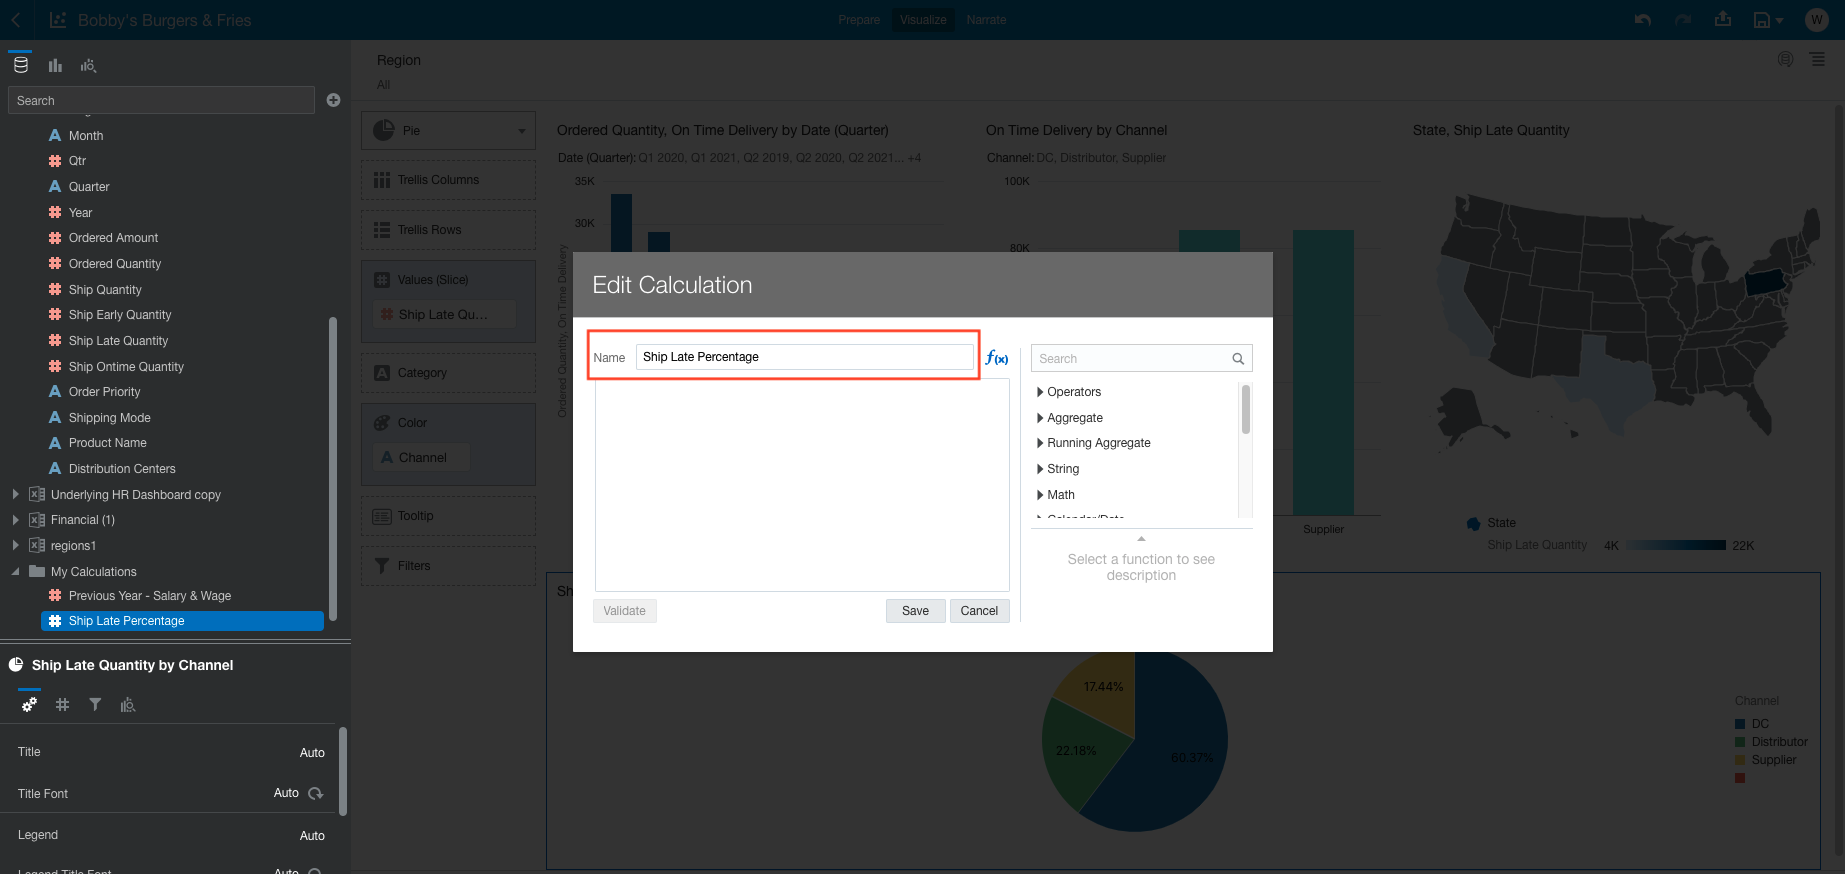 Bobby's Burgers & Fries
Prepare
Visualize
Narrate
W
Search
Month
Qtr
Quarter
Year
Ordered Amount
Ordered Quantity
Ship Quantity
Ship Early Quantity
Ship Late Quantity
Ship Ontime Quantity
Order Priority
Shipping Mode
Product Name
Distribution Centers
Underlying HR Dashboard copy
Financial (1)
regions1
My Calculations
Previous Year - Salary & Wage
Ship Late Percentage
Ship Late Quantity by Channel
Title Auto
Title Font Auto
Legend Auto
Legend Title Font Auto
Region
All
Pie
Trellis Columns
Trellis Rows
Values (Slice)
Ship Late Qu...
Category
Color
Channel
Tooltip
Filters
Ordered Quantity, On Time Delivery by Date (Quarter)
Date (Quarter): Q1 2020, Q1 2021, Q2 2019, Q2 2020, Q2 2021... +4
35K
30K
Ordered Quantity, On Time Delivery
On Time Delivery by Channel
Channel: DC, Distributor, Supplier
100K
80K
Supplier
State, Ship Late Quantity
State
Ship Late Quantity 4K 22K
Edit Calculation
Name Ship Late Percentage
f(x)
Validate
Save
Cancel
Search
Operators
Aggregate
Running Aggregate
String
Math
Calendar/Date
Select a function to see
description
Sh
17.44%
22.18%
60.37%
Channel
DC
Distributor
Supplier